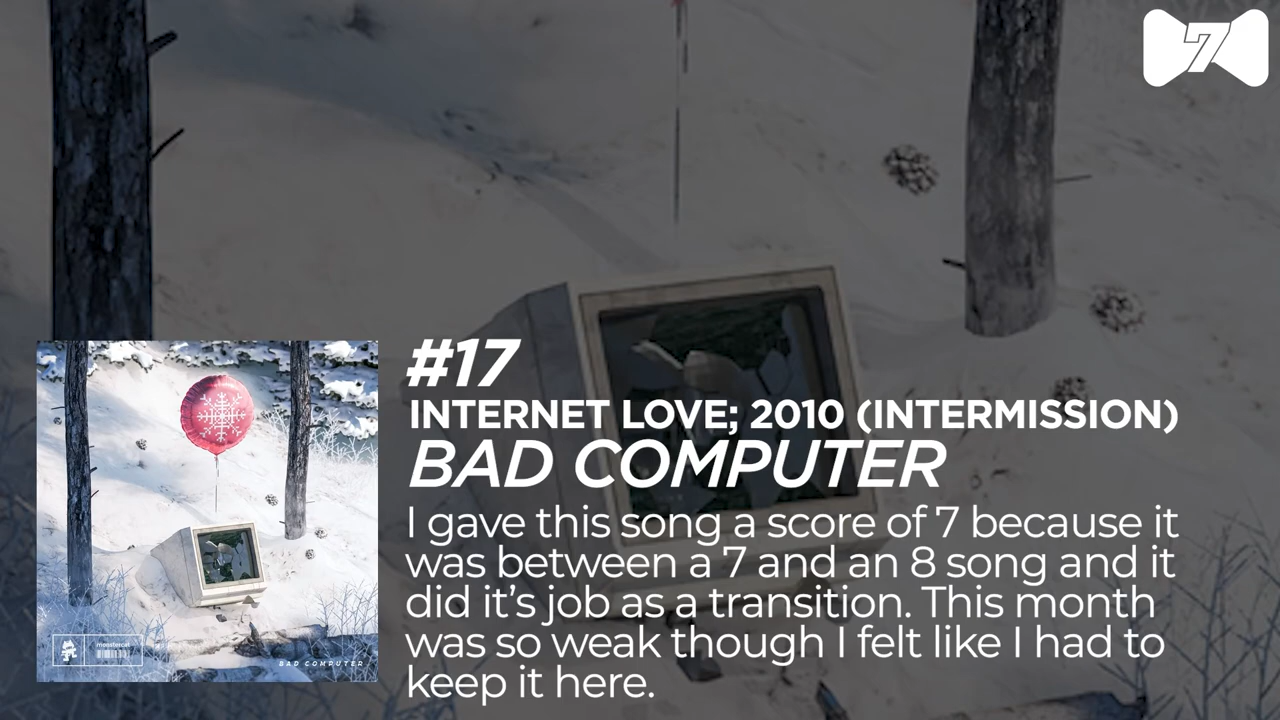 7
#17
INTERNET LOVE; 2010 (INTERMISSION)
BAD COMPUTER
I gave this song a score of 7 because it
was between a 7 and an 8 song and it
did it's job as a transition. This month
was so weak though I felt like I had to
keep it here.
monstercat
BAD COMPUTER